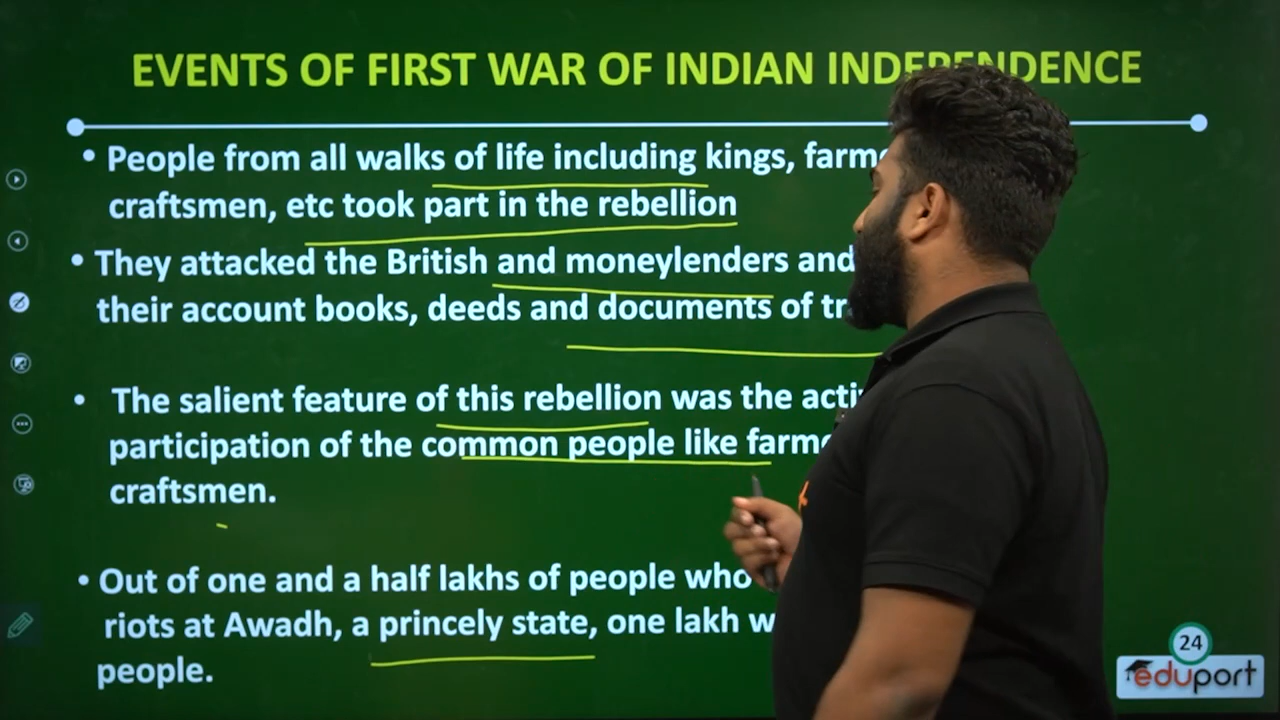 EVENTS OF FIRST WAR OF INDIAN INDEPENDENCE
• People from all walks of life including kings,
craftsmen, etc took part in the rebellion
• They attacked the British and moneylenders and
their account books, deeds and documents of
• The salient feature of this rebellion was the
participation of the common people like
craftsmen.
• Out of one and a half lakhs of people who
riots at Awadh, a princely state, one lakh
people.
24
eduport